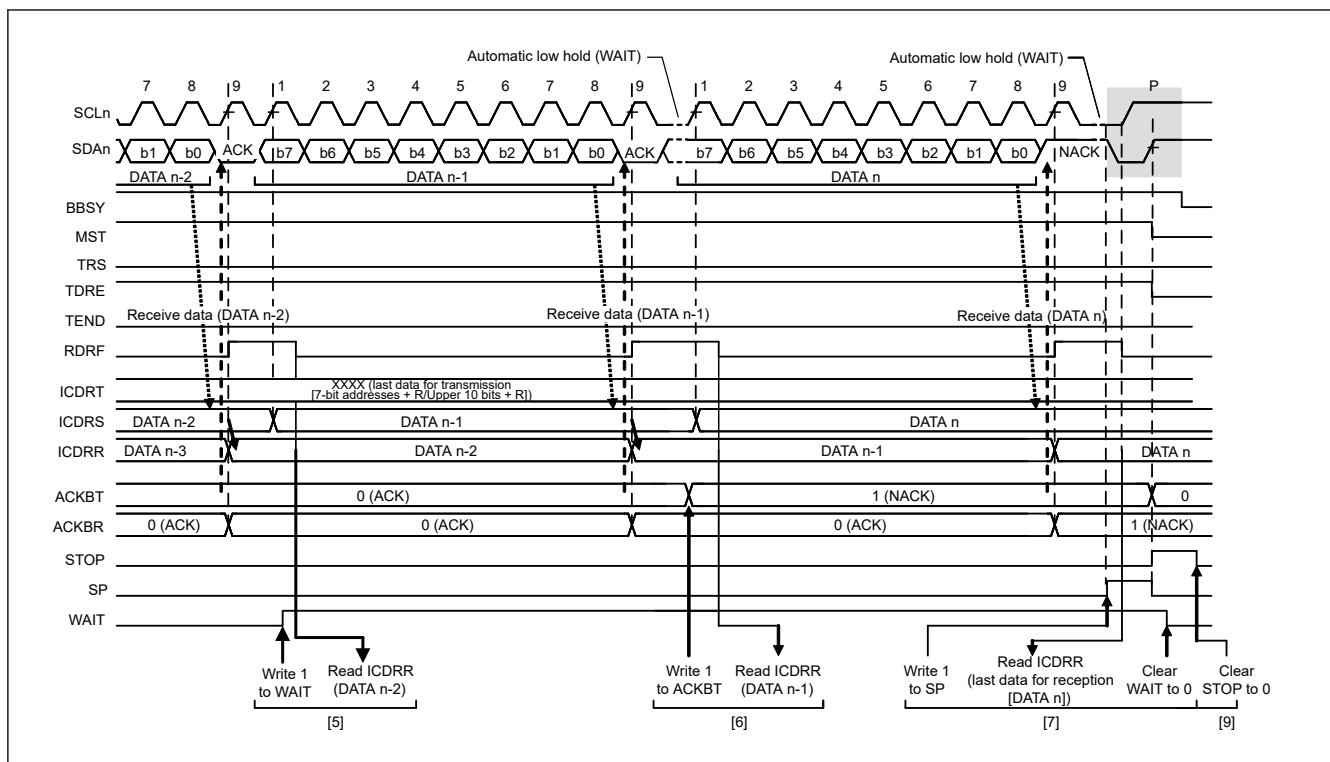 Automatic low hold (WAIT)
Automatic low hold (WAIT)
7 8 9 1 2 3 4 5 6 7 8 9 1 2 3 4 5 6 7 8 9 P
SCLn
SDAn b1 b0 ACK b7 b6 b5 b4 b3 b2 b1 b0 ACK b7 b6 b5 b4 b3 b2 b1 b0 NACK
DATA n-2 DATA n-1 DATA n
BBSY
MST
TRS
TDRE
Receive data (DATA n-2) Receive data (DATA n-1) Receive data (DATA n)
TEND
RDRF
XXXX (last data for transmission
ICDRT
[7-bit addresses + R/Upper 10 bits + R])
ICDRS DATA n-2 DATA n-1 DATA n
ICDRR DATA n-3 DATA n-2 DATA n-1 DATA n
ACKBT 0 (ACK) 1 (NACK) 0
ACKBR 0 (ACK) 0 (ACK) 0 (ACK) 1 (NACK)
STOP
SP
WAIT
Write 1
to WAIT
Read ICDRR
(DATA n-2)
[5]
Write 1
to ACKBT
Read ICDRR
(DATA n-1)
[6]
Write 1
to SP
Read ICDRR
(last data for reception
[DATA n])
Clear
WAIT to 0
[7]
Clear
STOP to 0
[9]